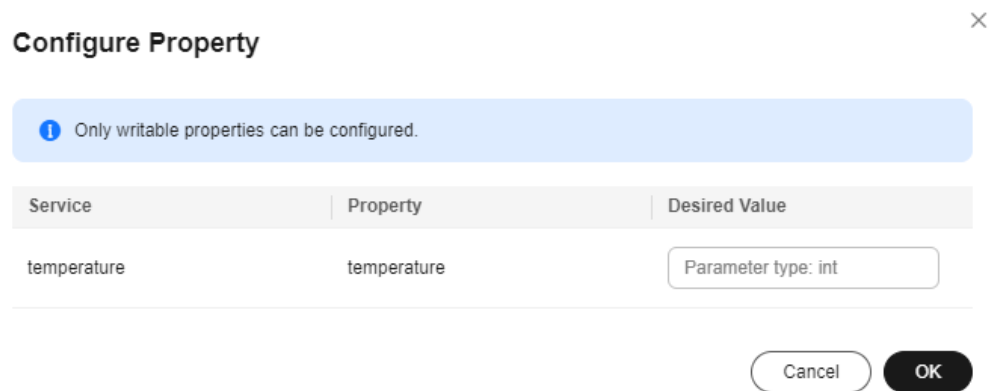 Configure Property
Only writable properties can be configured.
Service Property Desired Value
temperature temperature Parameter type: int
Cancel OK